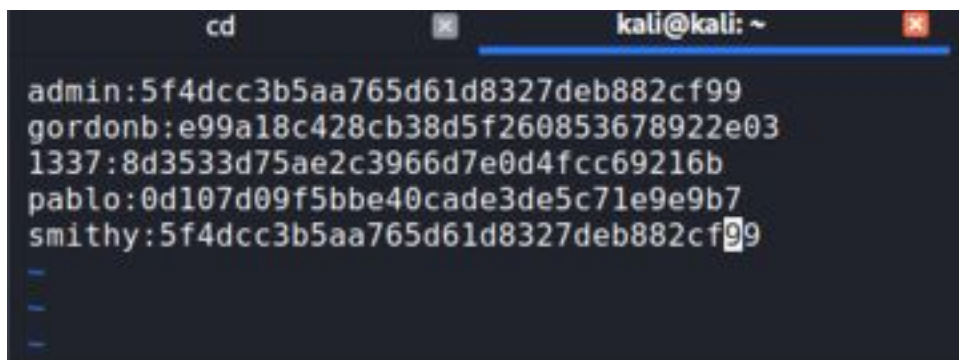 cd kali@kali: ~
admin:5f4dcc3b5aa765d61d8327deb882cf99
gordonb:e99a18c428cb38d5f260853678922e03
1337:8d3533d75ae2c3966d7e0d4fcc69216b
pablo:0d107d09f5bbe40cade3de5c71e9e9b7
smithy:5f4dcc3b5aa765d61d8327deb882cf99
~
~
~